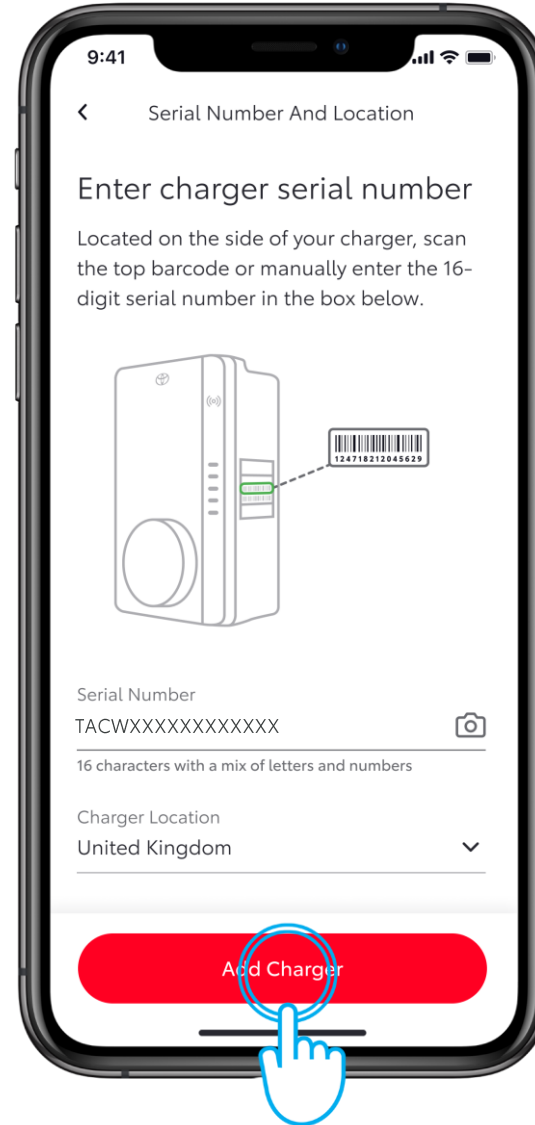 9:41
Serial Number And Location
Enter charger serial number
Located on the side of your charger, scan
the top barcode or manually enter the 16-
digit serial number in the box below.
124718212045629
Serial Number
TACWXXXXXXXXXXXX
16 characters with a mix of letters and numbers
Charger Location
United Kingdom
Add Charger